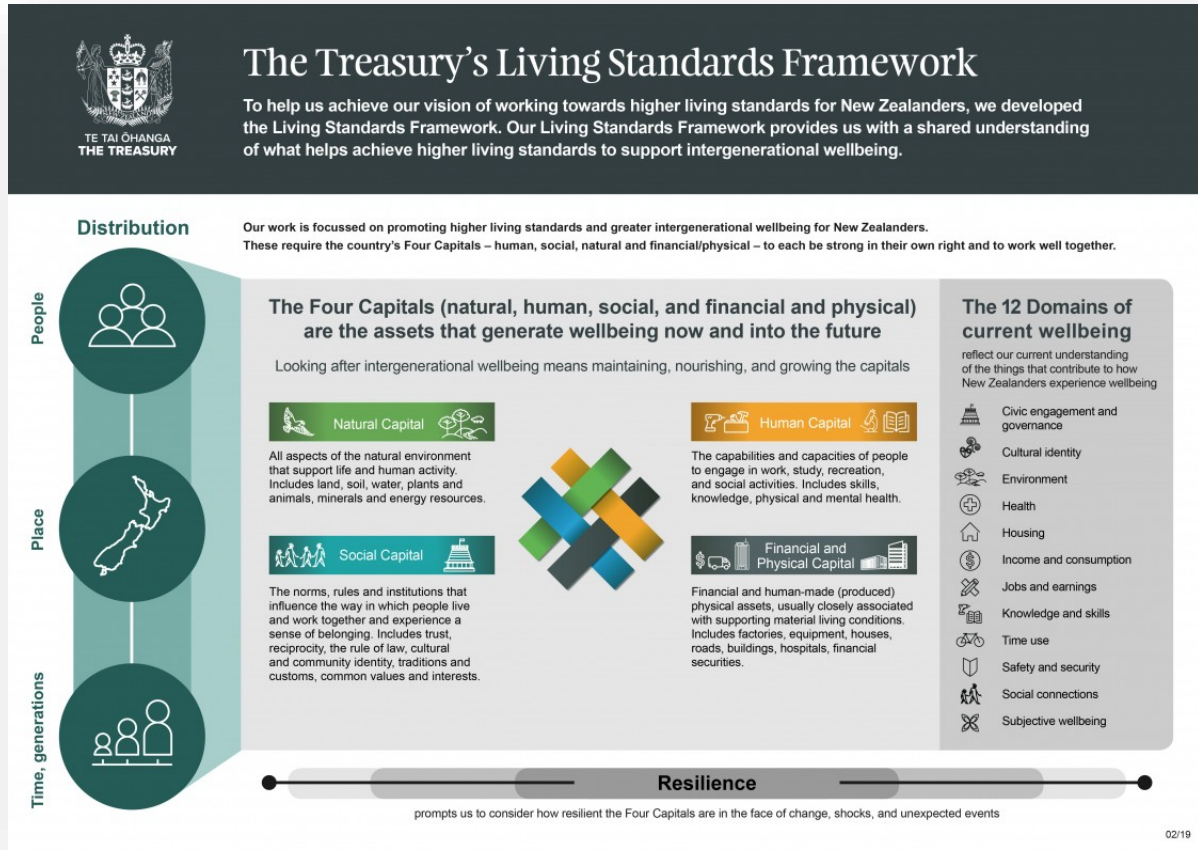 TE TAI ŌHANGA
THE TREASURY
The Treasury's Living Standards Framework
To help us achieve our vision of working towards higher living standards for New Zealanders, we developed
the Living Standards Framework. Our Living Standards Framework provides us with a shared understanding
of what helps achieve higher living standards to support intergenerational wellbeing.
Distribution
People
Place
Time, generations
Our work is focussed on promoting higher living standards and greater intergenerational wellbeing for New Zealanders.
These require the country's Four Capitals – human, social, natural and financial/physical – to each be strong in their own right and to work well together.
The Four Capitals (natural, human, social, and financial and physical)
are the assets that generate wellbeing now and into the future
Looking after intergenerational wellbeing means maintaining, nourishing, and growing the capitals
Natural Capital
All aspects of the natural environment
that support life and human activity.
Includes land, soil, water, plants and
animals, minerals and energy resources.
Human Capital
The capabilities and capacities of people
to engage in work, study, recreation,
and social activities. Includes skills,
knowledge, physical and mental health.
Social Capital
The norms, rules and institutions that
influence the way in which people live
and work together and experience a
sense of belonging. Includes trust,
reciprocity, the rule of law, cultural
and community identity, traditions and
customs, common values and interests.
Financial and
Physical Capital
Financial and human-made (produced)
physical assets, usually closely associated
with supporting material living conditions.
Includes factories, equipment, houses,
roads, buildings, hospitals, financial
securities.
The 12 Domains of
current wellbeing
reflect our current understanding
of the things that contribute to how
New Zealanders experience wellbeing
Civic engagement and
governance
Cultural identity
Environment
Health
Housing
Income and consumption
Jobs and earnings
Knowledge and skills
Time use
Safety and security
Social connections
Subjective wellbeing
Resilience
prompts us to consider how resilient the Four Capitals are in the face of change, shocks, and unexpected events
02/19